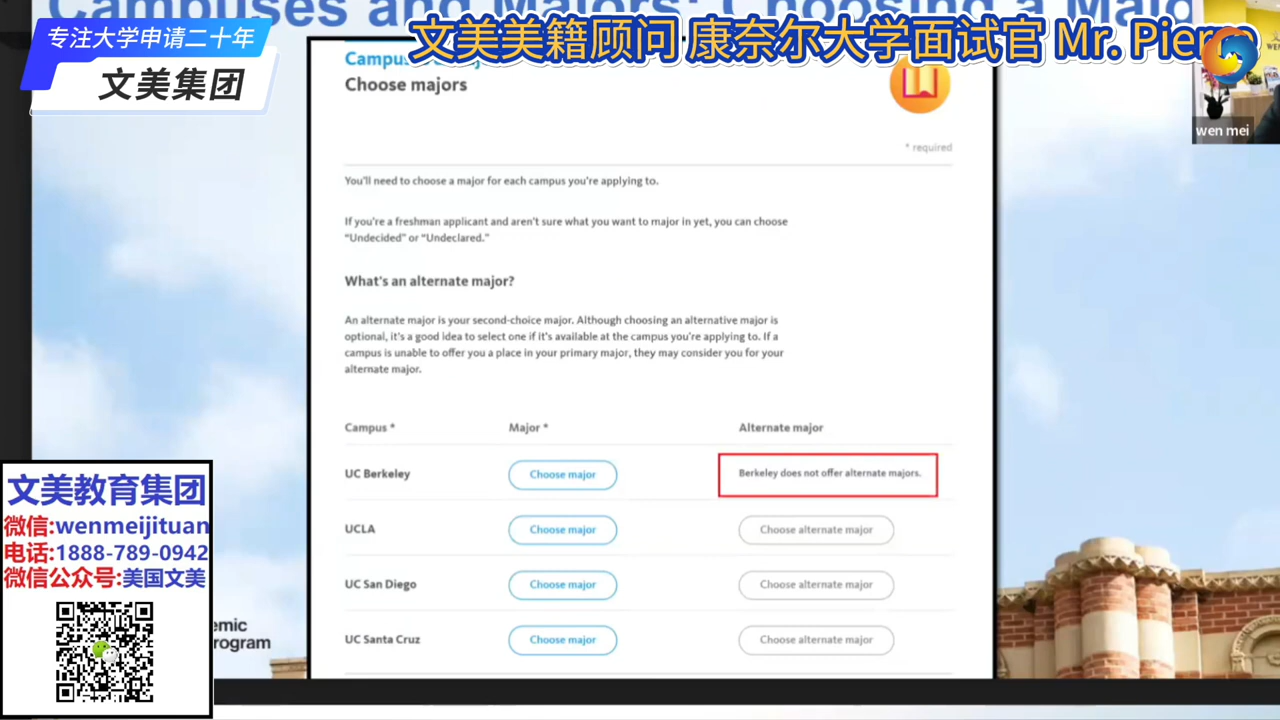 Campuses and Majors: Choosing a Major
专注大学申请二十年
文美集团
文美美籍顾问 康奈尔大学面试官 Mr. Pierre
Choose majors
wen mei
* required
You'll need to choose a major for each campus you're applying to.
If you're a freshman applicant and aren't sure what you want to major in yet, you can choose
“Undecided” or “Undeclared.”
What's an alternate major?
An alternate major is your second-choice major. Although choosing an alternative major is
optional, it's a good idea to select one if it's available at the campus you're applying to. If a
campus is unable to offer you a place in your primary major, they may consider you for your
alternate major.
Campus * Major * Alternate major
UC Berkeley Choose major Berkeley does not offer alternate majors.
UCLA Choose major Choose alternate major
UC San Diego Choose major Choose alternate major
UC Santa Cruz Choose major Choose alternate major
文美教育集团
微信:wenmeijituan
电话:1888-789-0942
微信公众号:美国文美
emic
rogram